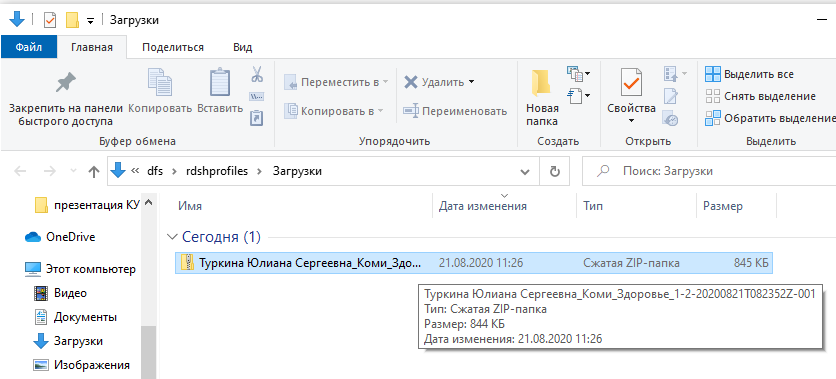 Загрузки
Файл Главная Поделиться Вид
Закрепить на панели быстрого доступа
Копировать
Вставить
Буфер обмена
Переместить в
Копировать в
Удалить
Переименовать
Упорядочить
Новая папка
Создать
Свойства
Открыть
Выделить все
Снять выделение
Обратить выделение
Выделить
« dfs › rdshprofiles › Загрузки
Поиск: Загрузки
презентация КУ
OneDrive
Этот компьютер
Видео
Документы
Загрузки
Изображения
Имя Дата изменения Тип Размер
Сегодня (1)
Туркина Юлиана Сергеевна_Коми_Здо... 21.08.2020 11:26 Сжатая ZIP-папка 845 КБ
Туркина Юлиана Сергеевна_Коми_Здоровье_1-2-20200821T082352Z-001
Тип: Сжатая ZIP-папка
Размер: 844 КБ
Дата изменения: 21.08.2020 11:26